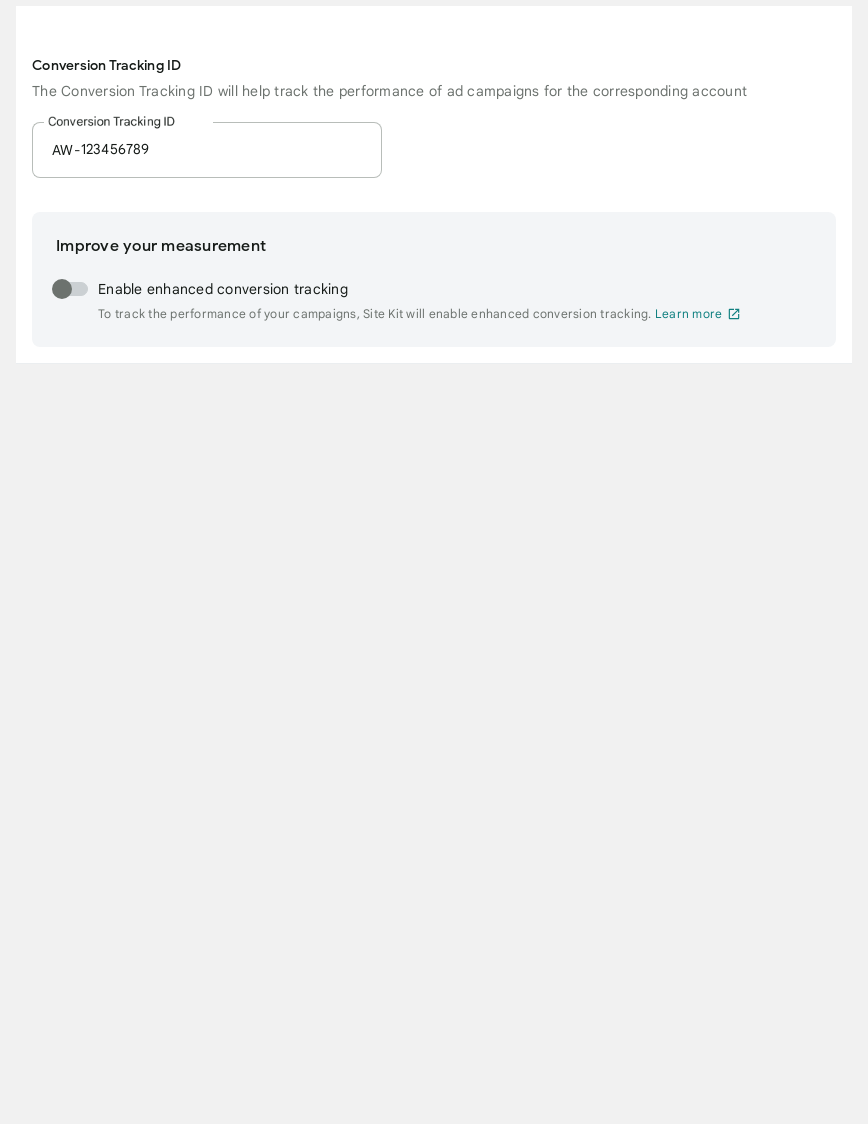 Conversion Tracking ID
The Conversion Tracking ID will help track the performance of ad campaigns for the corresponding account
Conversion Tracking ID
AW-123456789
Improve your measurement
Enable enhanced conversion tracking
To track the performance of your campaigns, Site Kit will enable enhanced conversion tracking. Learn more